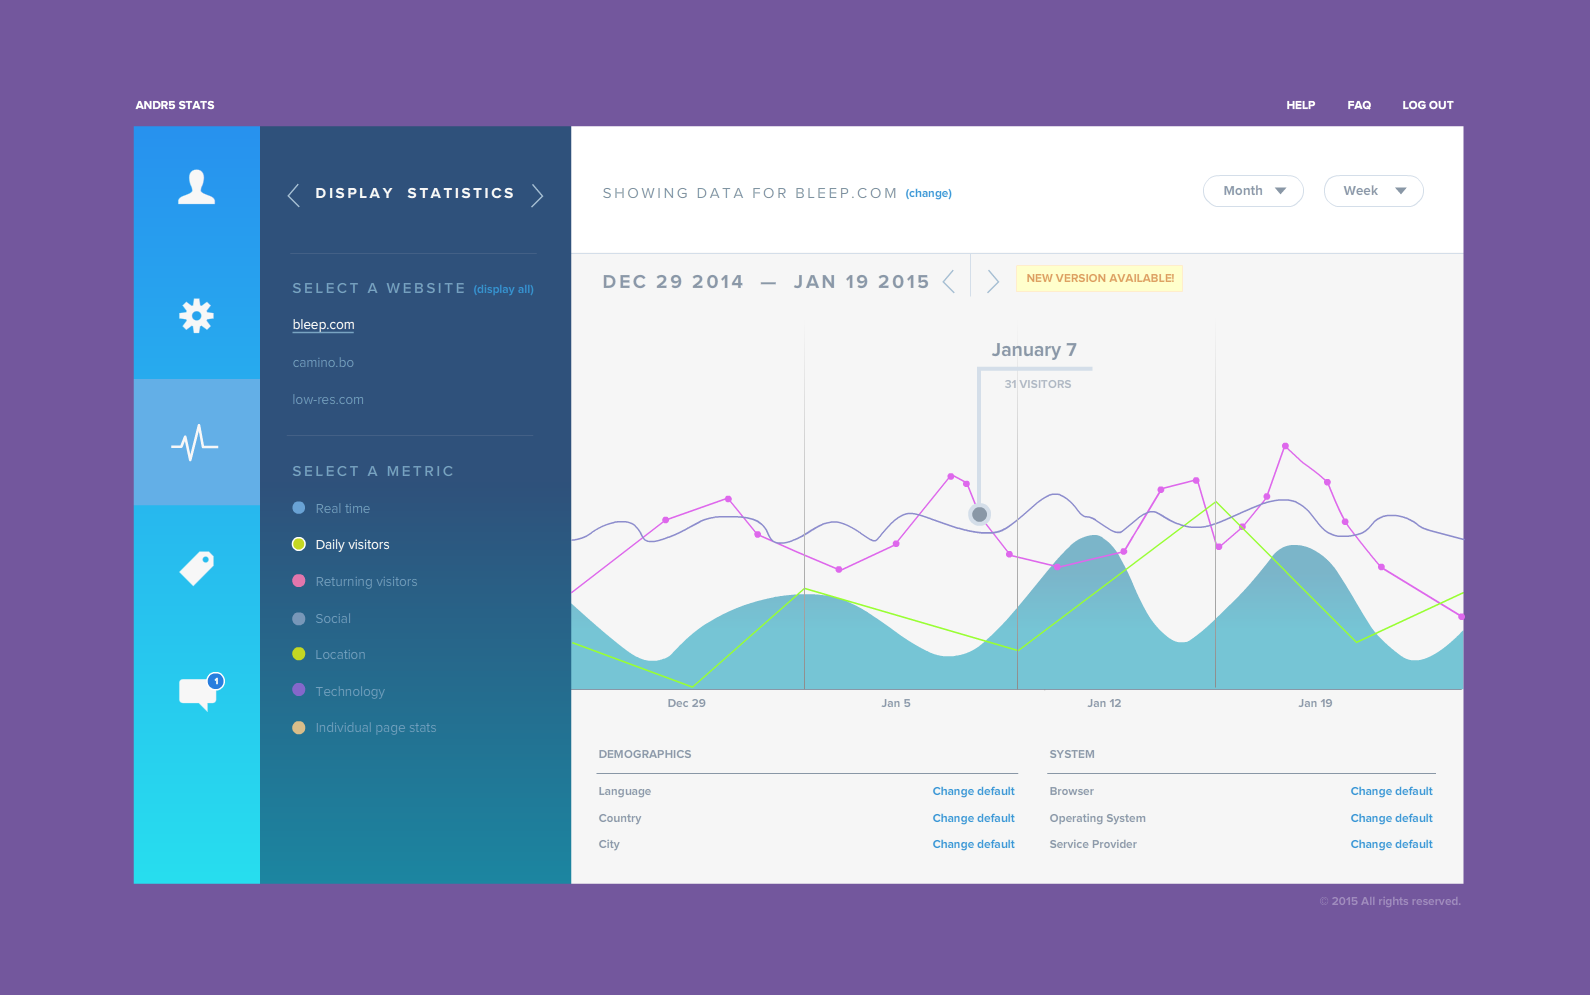 ANDR5 STATS
HELP FAQ LOG OUT
DISPLAY STATISTICS
SELECT A WEBSITE (display all)
bleep.com
camino.bo
low-res.com
SELECT A METRIC
Real time
Daily visitors
Returning visitors
Social
Location
Technology
Individual page stats
1
SHOWING DATA FOR BLEEP.COM (change)
Month Week
DEC 29 2014 — JAN 19 2015
NEW VERSION AVAILABLE!
January 7
31 VISITORS
Dec 29 Jan 5 Jan 12 Jan 19
DEMOGRAPHICS
Language Change default
Country Change default
City Change default
SYSTEM
Browser Change default
Operating System Change default
Service Provider Change default
© 2015 All rights reserved.